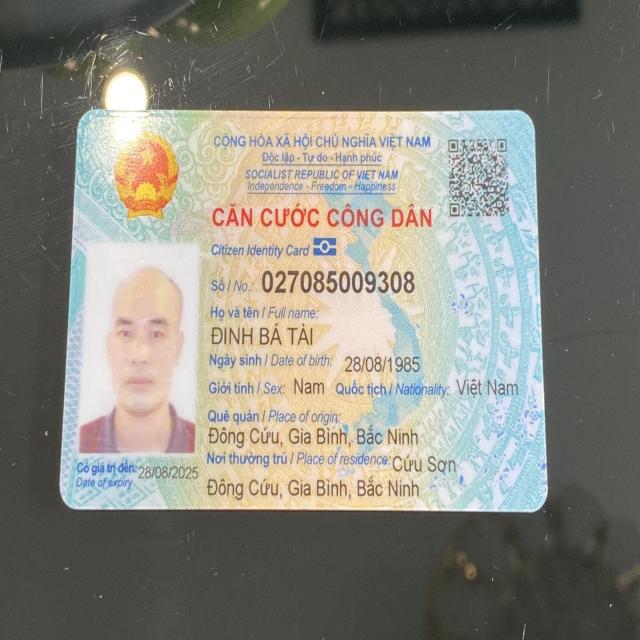 CỘNG HÒA XÃ HỘI CHỦ NGHĨA VIỆT NAM
Độc lập - Tự do - Hạnh phúc
SOCIALIST REPUBLIC OF VIET NAM
Independence - Freedom - Happiness
CĂN CƯỚC CÔNG DÂN
Citizen Identity Card
Số / No.: 027085009308
Họ và tên / Full name:
ĐINH BÁ TÀI
Ngày sinh / Date of birth: 28/08/1985
Giới tính / Sex: Nam Quốc tịch / Nationality: Việt Nam
Quê quán / Place of origin:
Đông Cứu, Gia Bình, Bắc Ninh
Nơi thường trú / Place of residence: Cứu Sơn
Đông Cứu, Gia Bình, Bắc Ninh
Có giá trị đến: 28/08/2025
Date of expiry